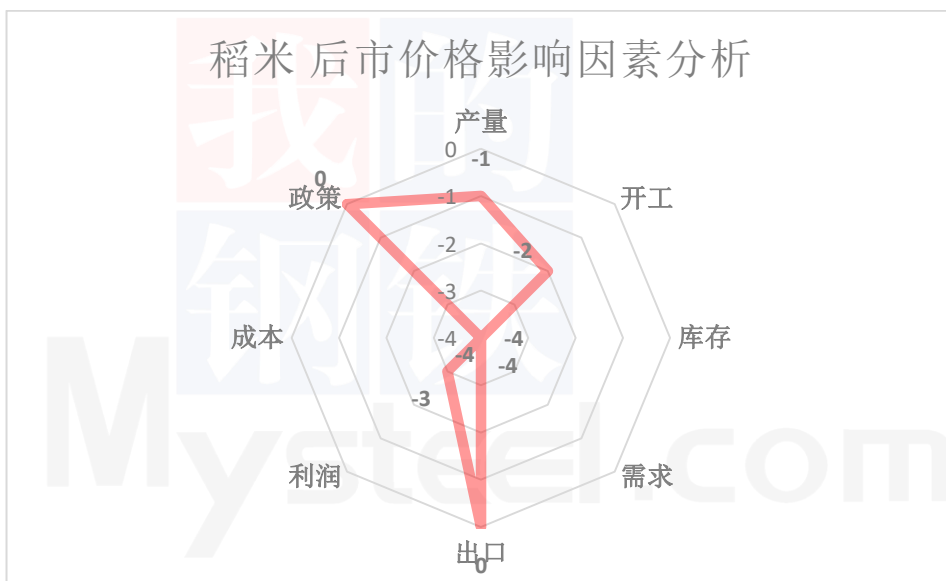 稻米 后市价格影响因素分析
我的
钢铁
Mysteel.com
产量
0
-1
-1
0
政策
开工
-2
-2
-3
成本
-4
-4
-4
-4
库存
-3
利润
需求
出口
0